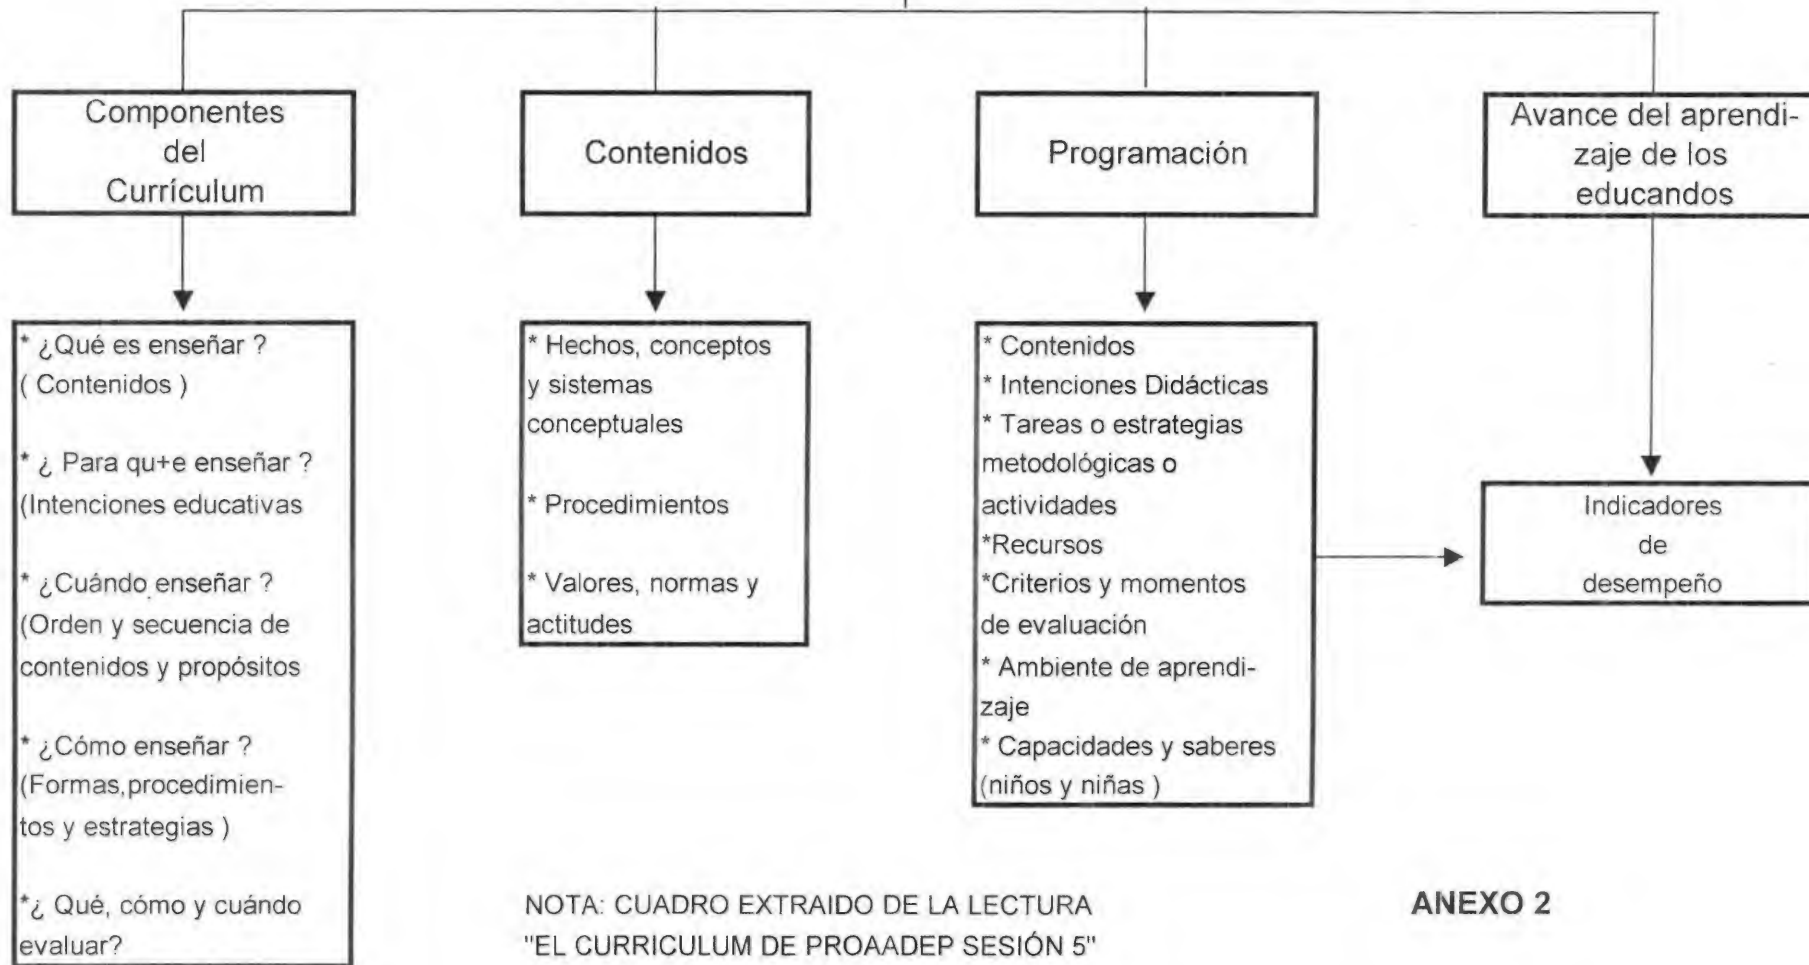 Componentes
del
Currículum
Contenidos
Programación
Avance del aprendi-
zaje de los
educandos
* ¿Qué es enseñar ?
( Contenidos )
* ¿ Para qu+e enseñar ?
(Intenciones educativas
* ¿Cuándo enseñar ?
(Orden y secuencia de
contenidos y propósitos
* ¿Cómo enseñar ?
(Formas,procedimien-
tos y estrategias )
*¿ Qué, cómo y cuándo
evaluar?
* Hechos, conceptos
y sistemas
conceptuales
* Procedimientos
* Valores, normas y
actitudes
* Contenidos
* Intenciones Didácticas
* Tareas o estrategias
metodológicas o
actividades
*Recursos
*Criterios y momentos
de evaluación
* Ambiente de aprendi-
zaje
* Capacidades y saberes
(niños y niñas )
Indicadores
de
desempeño
NOTA: CUADRO EXTRAIDO DE LA LECTURA
"EL CURRICULUM DE PROAADEP SESIÓN 5"
ANEXO 2